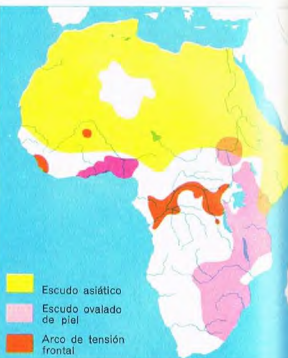 Escudo asiático
Escudo ovalado
de piel
Arco de tensión
frontal